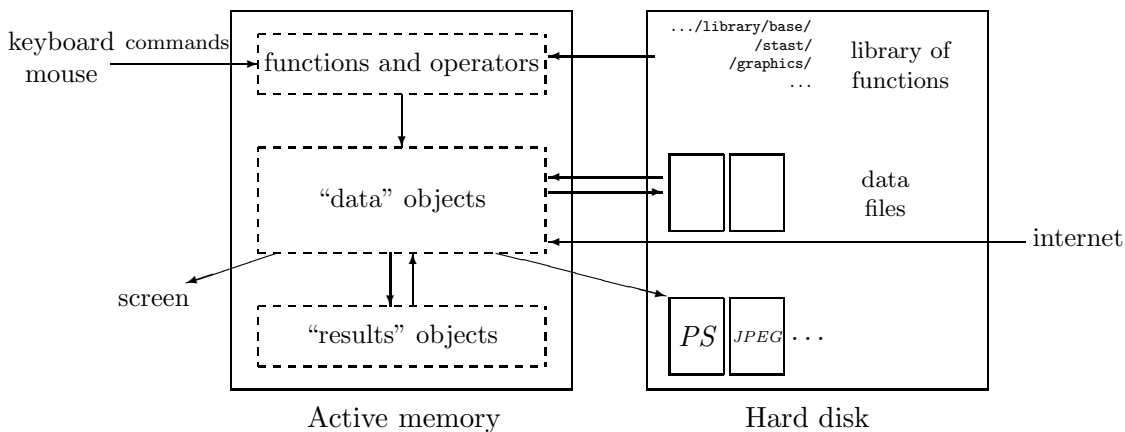 keyboard
mouse
commands
functions and operators
“data” objects
“results” objects
screen
Active memory
.../library/base/
/stast/
/graphics/
...
library of
functions
data
files
internet
PS
JPEG
...
Hard disk